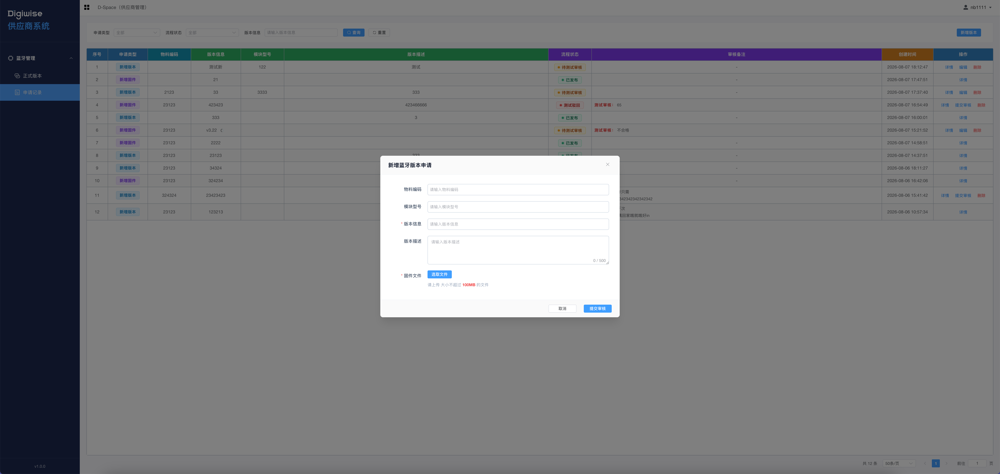 Digiwise
供应商系统
蓝牙管理
正式版本
申请记录
v1.0.0
D-Space（供应商管理）
nb1111
申请类型 全部 流程状态 全部 版本信息 请输入版本信息 查询 重置 新增版本
序号 申请类型 物料编码 版本信息 模块型号 版本描述 流程状态 审核备注 创建时间 操作
1 新增版本 测试新 122 测试 待测试审核 - 2026-08-07 18:12:47 详情 编辑 删除
2 新增固件 21 已发布 - 2026-08-07 17:47:51 详情
3 新增版本 2123 33 3333 333 待测试审核 - 2026-08-07 17:37:40 详情 编辑 删除
4 新增固件 23123 423423 423466666 测试驳回 测试审核： 65 2026-08-07 16:54:49 详情 提交审核 删除
5 新增版本 333 3 已发布 - 2026-08-07 16:00:01 详情
6 新增固件 23123 v3.22 待测试审核 测试审核： 不合格 2026-08-07 15:21:52 详情 编辑 删除
7 新增固件 23123 2222 已发布 - 2026-08-07 14:58:51 详情
8 新增版本 23123 23123 333 已发布 - 2026-08-07 14:37:51 详情
9 新增版本 23123 34324 - 2026-08-06 18:11:27 详情
10 新增固件 23123 324234 - 2026-08-06 16:42:06 详情
11 新增版本 324324 23423423 只需 2026-08-06 15:41:42 详情 提交审核 删除
342342342342342
12 新增版本 23123 123213 次 2026-08-06 10:57:34 详情
回家哦就哦好in
新增蓝牙版本申请
物料编码 请输入物料编码
模块型号 请输入模块型号
* 版本信息 请输入版本信息
版本描述 请输入版本描述
0 / 500
* 固件文件 选取文件
请上传 大小不超过 100MB 的文件
取消 提交审核
共 12 条 50条/页 1 前往 1 页